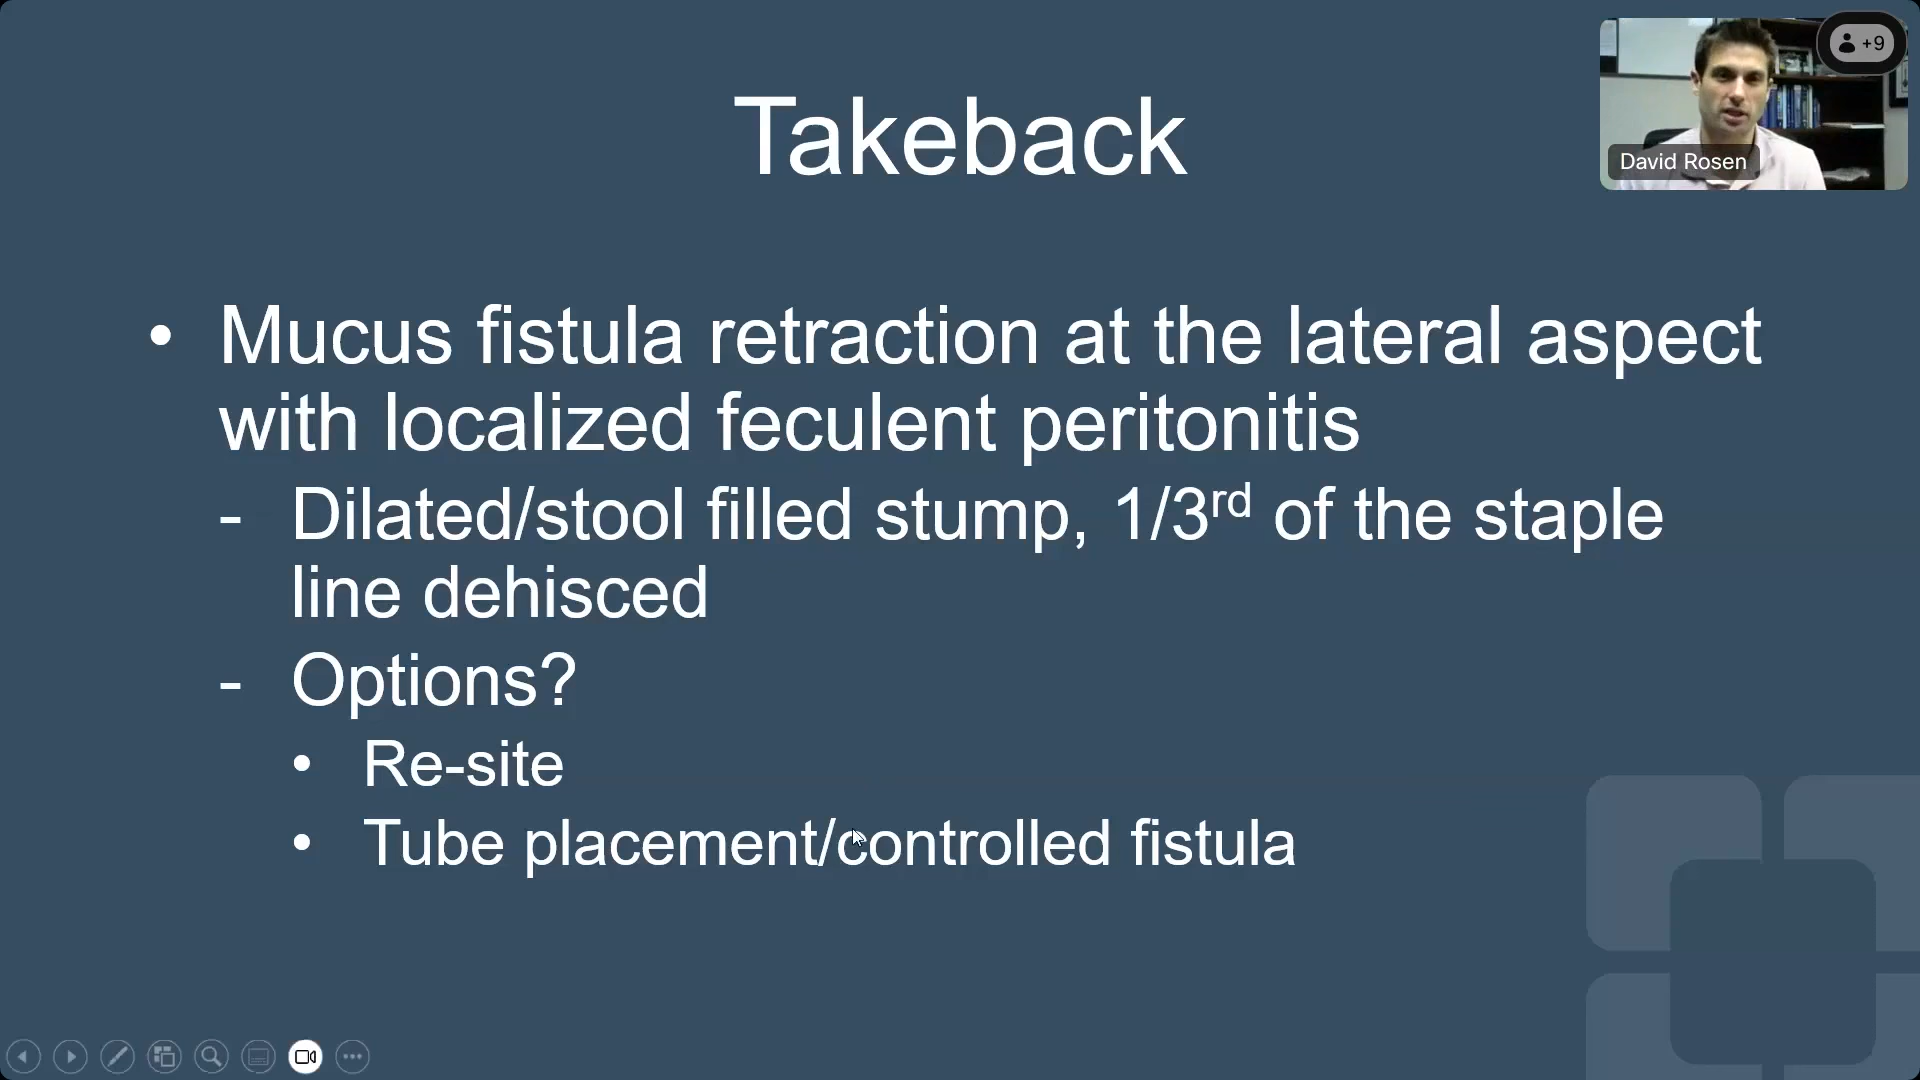 Takeback
+9
David Rosen
• Mucus fistula retraction at the lateral aspect
with localized feculent peritonitis
- Dilated/stool filled stump, 1/3rd of the staple
line dehisced
- Options?
• Re-site
• Tube placement/controlled fistula